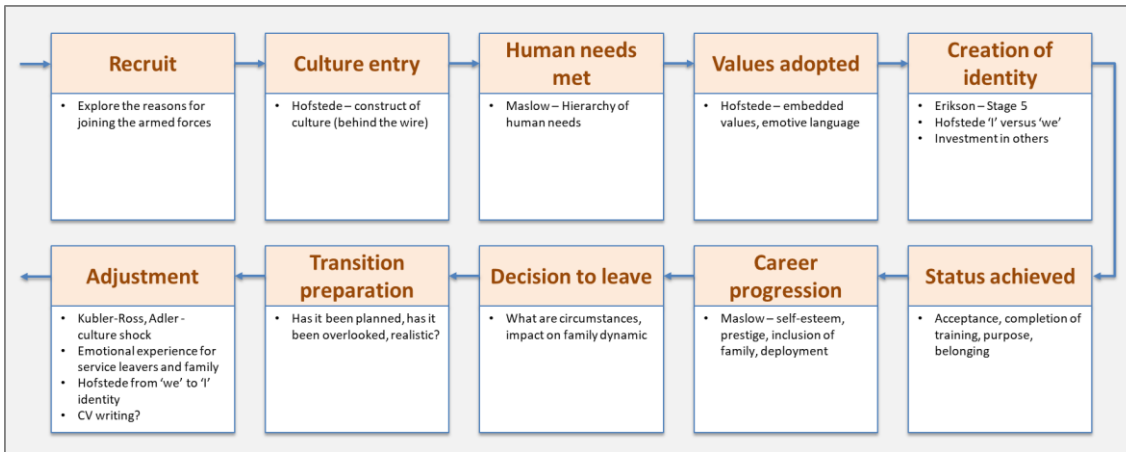 Recruit
• Explore the reasons for
joining the armed forces
Culture entry
• Hofstede – construct of
culture (behind the wire)
Human needs
met
• Maslow – Hierarchy of
human needs
Values adopted
• Hofstede – embedded
values, emotive language
Creation of
identity
• Erikson – Stage 5
• Hofstede ‘I’ versus ‘we’
• Investment in others
Status achieved
• Acceptance, completion of
training, purpose,
belonging
Career
progression
• Maslow – self-esteem,
prestige, inclusion of
family, deployment
Decision to leave
• What are circumstances,
impact on family dynamic
Transition
preparation
• Has it been planned, has it
been overlooked, realistic?
Adjustment
• Kubler-Ross, Adler -
culture shock
• Emotional experience for
service leavers and family
• Hofstede from ‘we’ to ‘I’
identity
• CV writing?